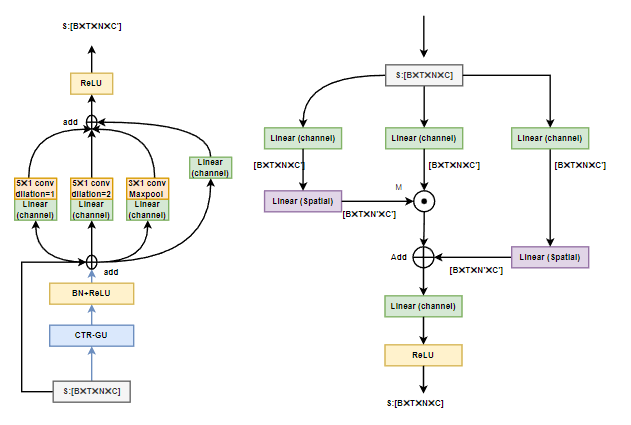 S:[B✕T✕N✕C']
ReLU
add
Linear
(channel)
5✕1 conv
dilation=1
Linear
(channel)
5✕1 conv
dilation=2
Linear
(channel)
3✕1 conv
Maxpool
Linear
(channel)
add
BN+ReLU
CTR-GU
S:[B✕T✕N✕C]
S:[B✕T✕N✕C]
Linear (channel)
Linear (channel)
Linear (channel)
[B✕T✕N✕C']
[B✕T✕N✕C']
[B✕T✕N✕C']
Linear (Spatial)
M
[B✕T✕N'✕C']
Add
Linear (Spatial)
[B✕T✕N'✕C']
Linear (channel)
ReLU
S:[B✕T✕N✕C]